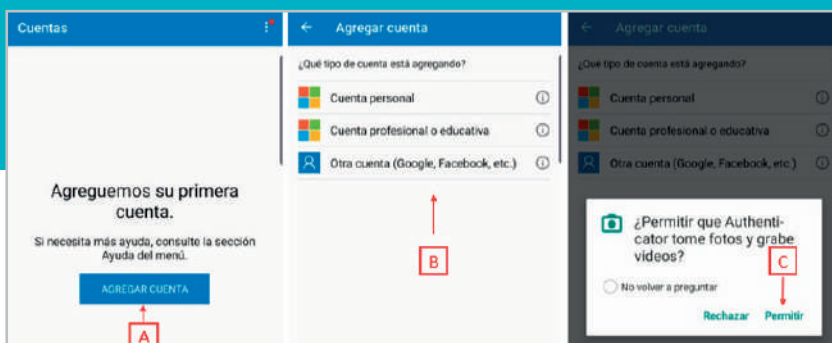 Cuentas
Agreguemos su primera
cuenta.
Si necesita más ayuda, consulte la sección
Ayuda del menú.
AGREGAR CUENTA
A
← Agregar cuenta
¿Qué tipo de cuenta está agregando?
Cuenta personal
Cuenta profesional o educativa
Otra cuenta (Google, Facebook, etc.)
B
← Agregar cuenta
¿Qué tipo de cuenta está agregando?
Cuenta personal
Cuenta profesional o educativa
Otra cuenta (Google, Facebook, etc.)
¿Permitir que Authenti-
cator tome fotos y grabe
videos?
C
No volver a preguntar
Rechazar Permitir